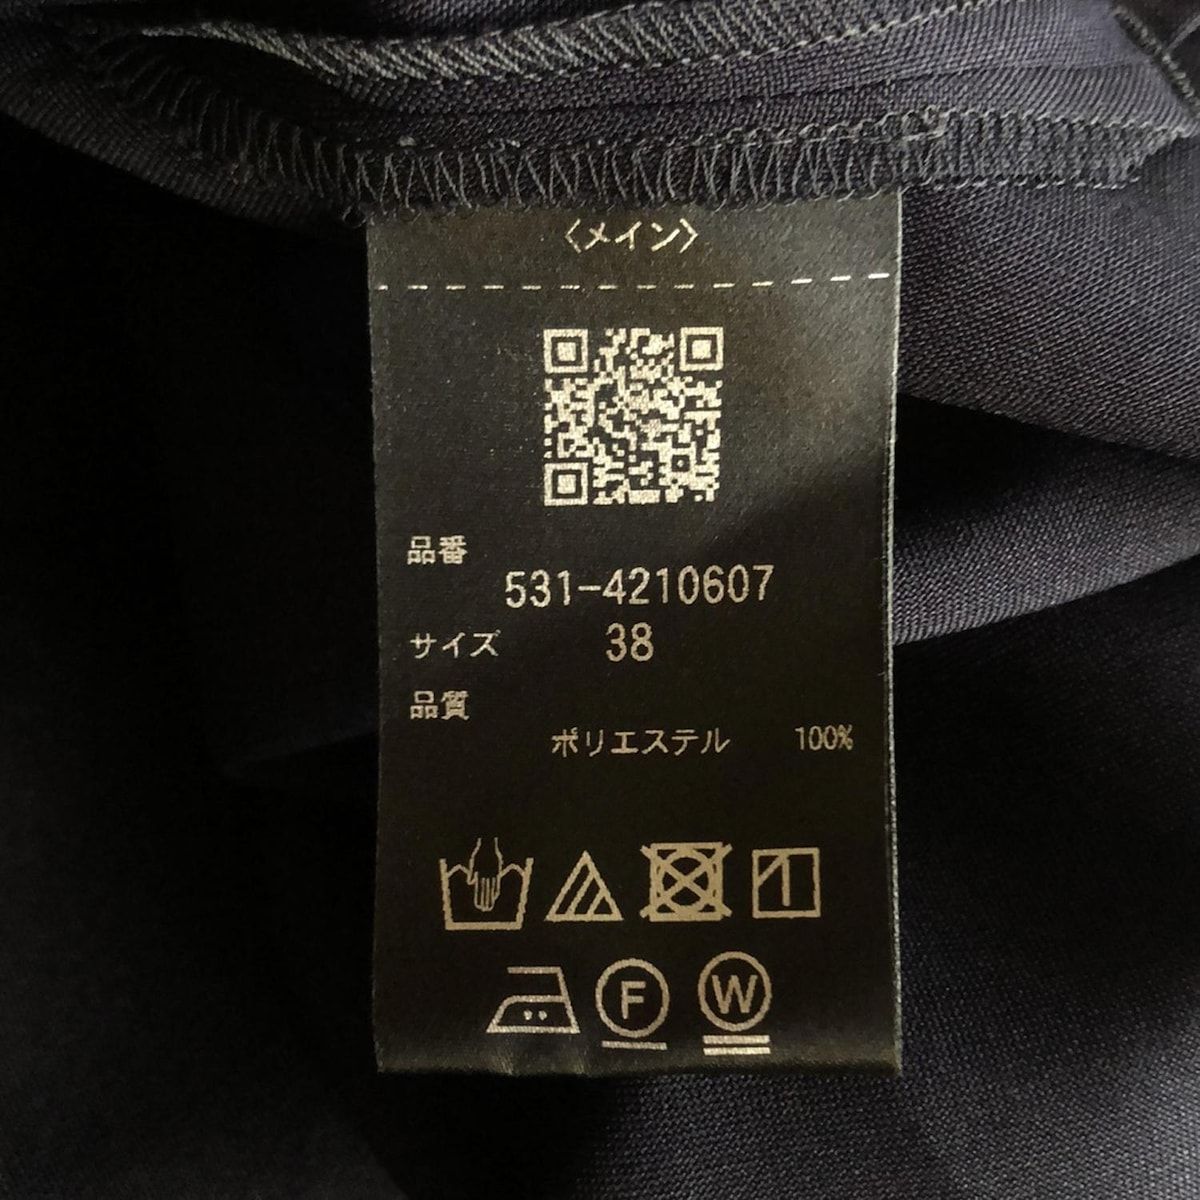 〈メイン〉
品番
531-4210607
サイズ 38
品質
ポリエステル 100%
F W